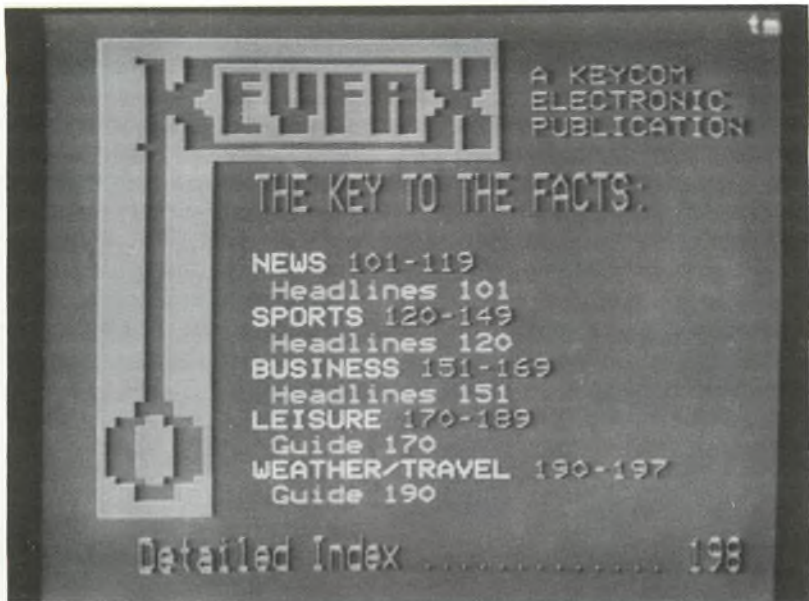 tm
KEYFAX
A KEYCOM
ELECTRONIC
PUBLICATION
THE KEY TO THE FACTS:
NEWS 101-119
Headlines 101
SPORTS 120-149
Headlines 120
BUSINESS 151-169
Headlines 151
LEISURE 170-189
Guide 170
WEATHER/TRAVEL 190-197
Guide 190
Detailed Index .............. 198